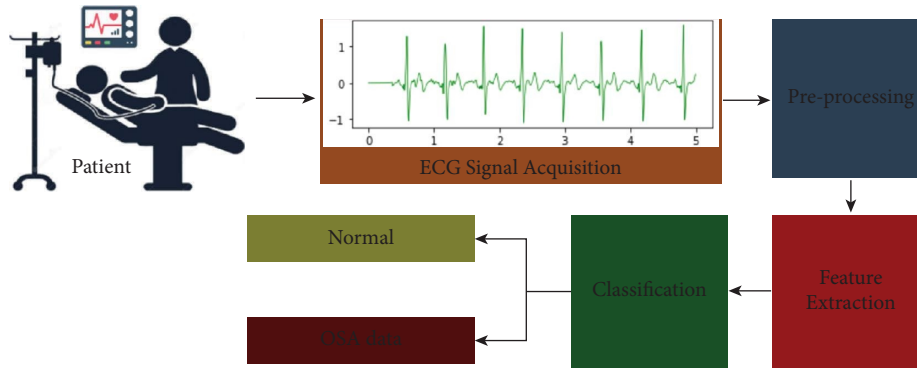 Patient
1
0
−1
0
1
2
3
4
5
ECG Signal Acquisition
Pre-processing
Feature
Extraction
Classification
Normal
OSA data